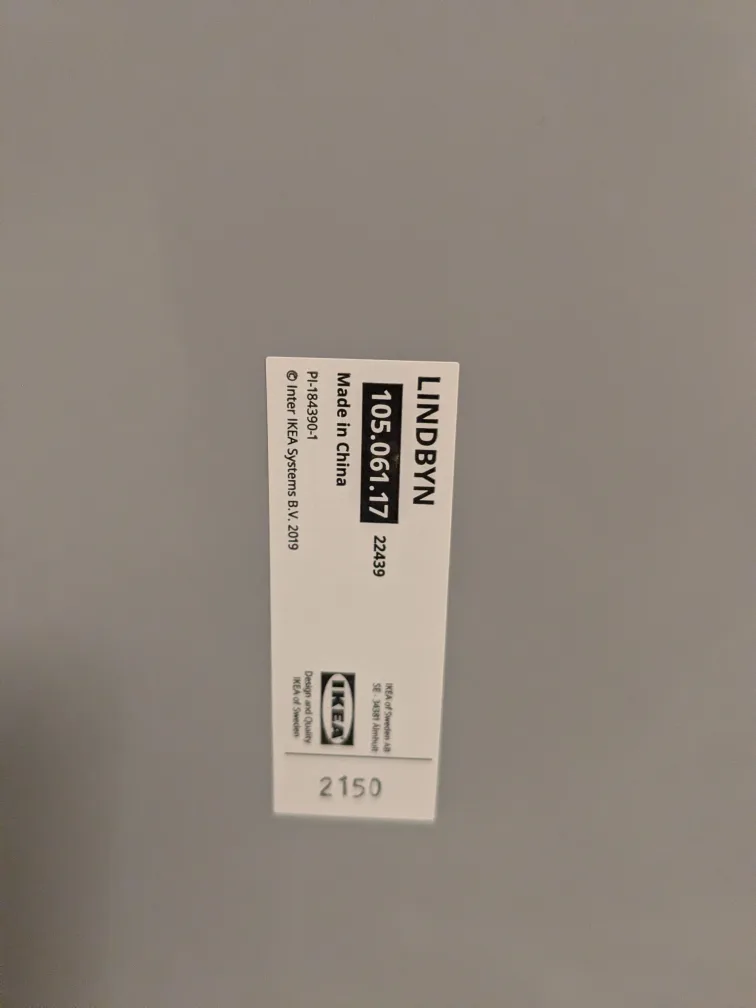 LINDBYN
105.061.17 22439
Made in China
PI-184390-1
© Inter IKEA Systems B.V. 2019
IKEA of Sweden AB
SE - 34381 Älmhult
IKEA
Design and Quality
IKEA of Sweden
2150